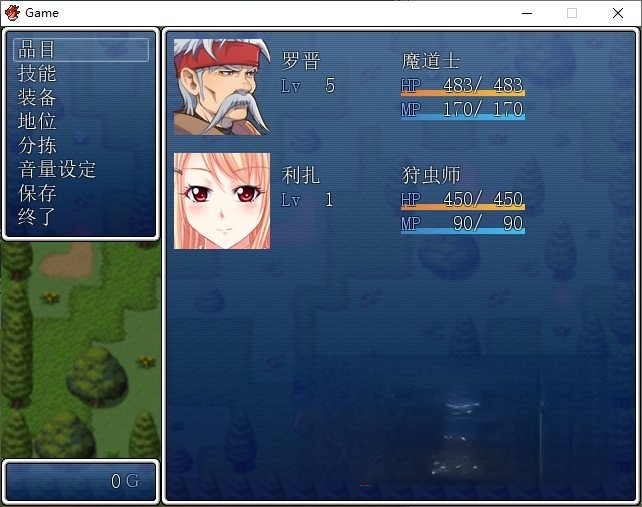 Game
品目
技能
装备
地位
分拣
音量设定
保存
终了
罗晋 魔道士
Lv 5 HP 483/ 483
MP 170/ 170
利扎 狩虫师
Lv 1 HP 450/ 450
MP 90/ 90
0 G